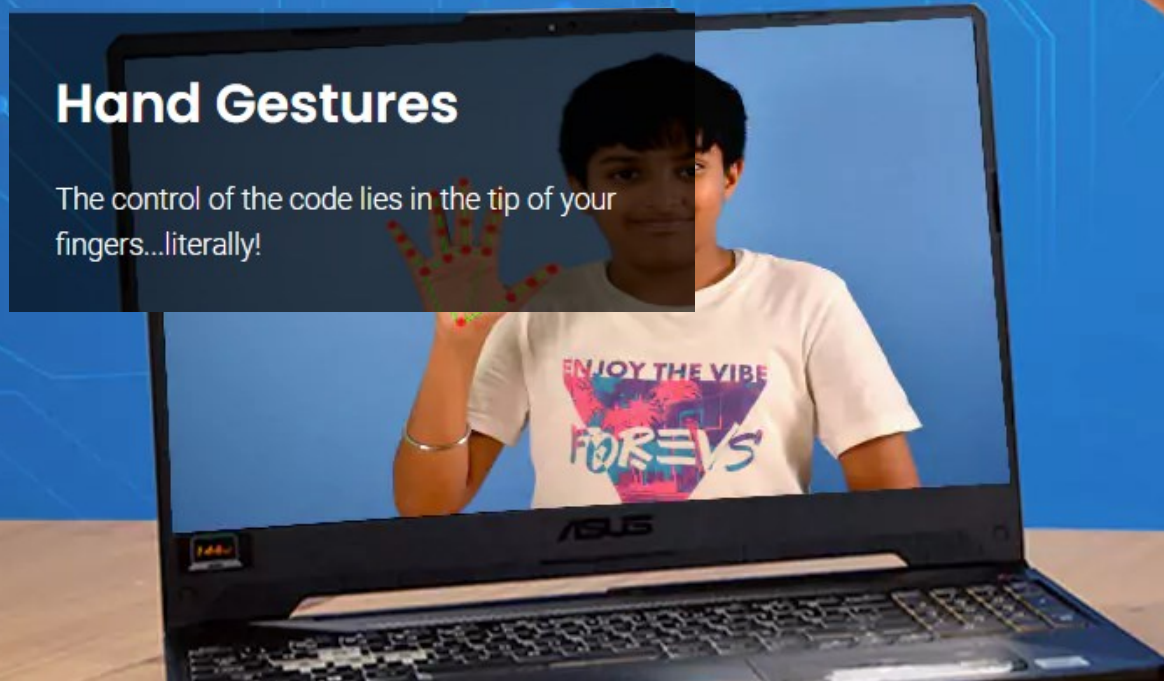 Hand Gestures
The control of the code lies in the tip of your
fingers...literally!
ENJOY THE VIBE
FOREVS
ASUS